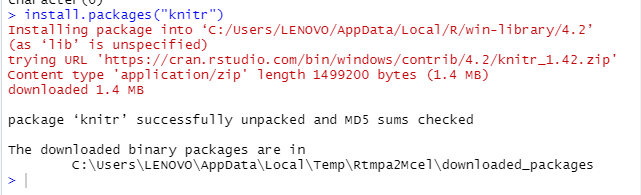 character(0)
> install.packages("knitr")
Installing package into ‘C:/Users/LENOVO/AppData/Local/R/win-library/4.2’
(as ‘lib’ is unspecified)
trying URL 'https://cran.rstudio.com/bin/windows/contrib/4.2/knitr_1.42.zip'
Content type 'application/zip' length 1499200 bytes (1.4 MB)
downloaded 1.4 MB
package ‘knitr’ successfully unpacked and MD5 sums checked
The downloaded binary packages are in
C:\Users\LENOVO\AppData\Local\Temp\Rtmpa2Mcel\downloaded_packages
>